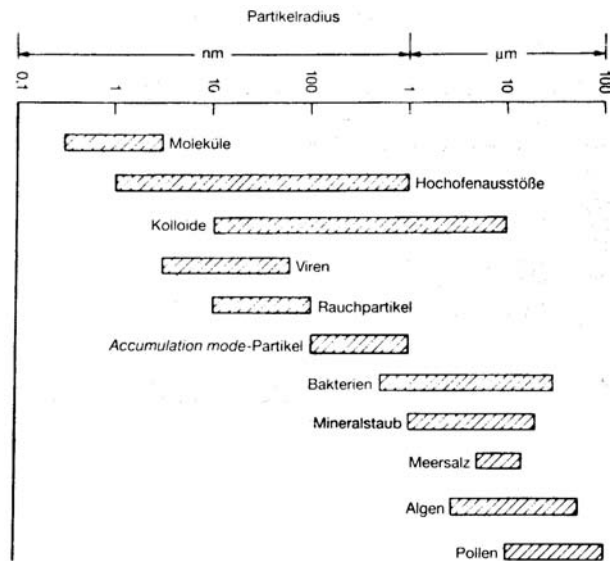 Partikelradius
nm µm
0,1 1 10 100 1 10 100
Moleküle
Hochofenausstöße
Kolloide
Viren
Rauchpartikel
Accumulation mode-Partikel
Bakterien
Mineralstaub
Meersalz
Algen
Pollen